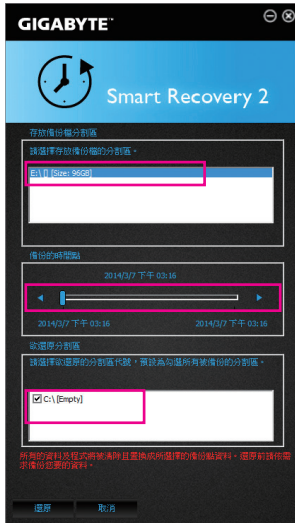 GIGABYTE™
Smart Recovery 2
存放備份檔分割區
請選擇存放備份檔的分割區。
E:\ [] [Size: 96GB]
備份的時間點
2014/3/7 下午 03:16
2014/3/7 下午 03:16 2014/3/7 下午 03:16
欲還原分割區
請選擇欲還原的分割區代號，預設為勾選所有被備份的分割區。
C:\ [Empty]
所有的資料及程式將被清除且置換成所選擇的備份點資料。還原前請依需
求備份您要的資料。
還原 取消